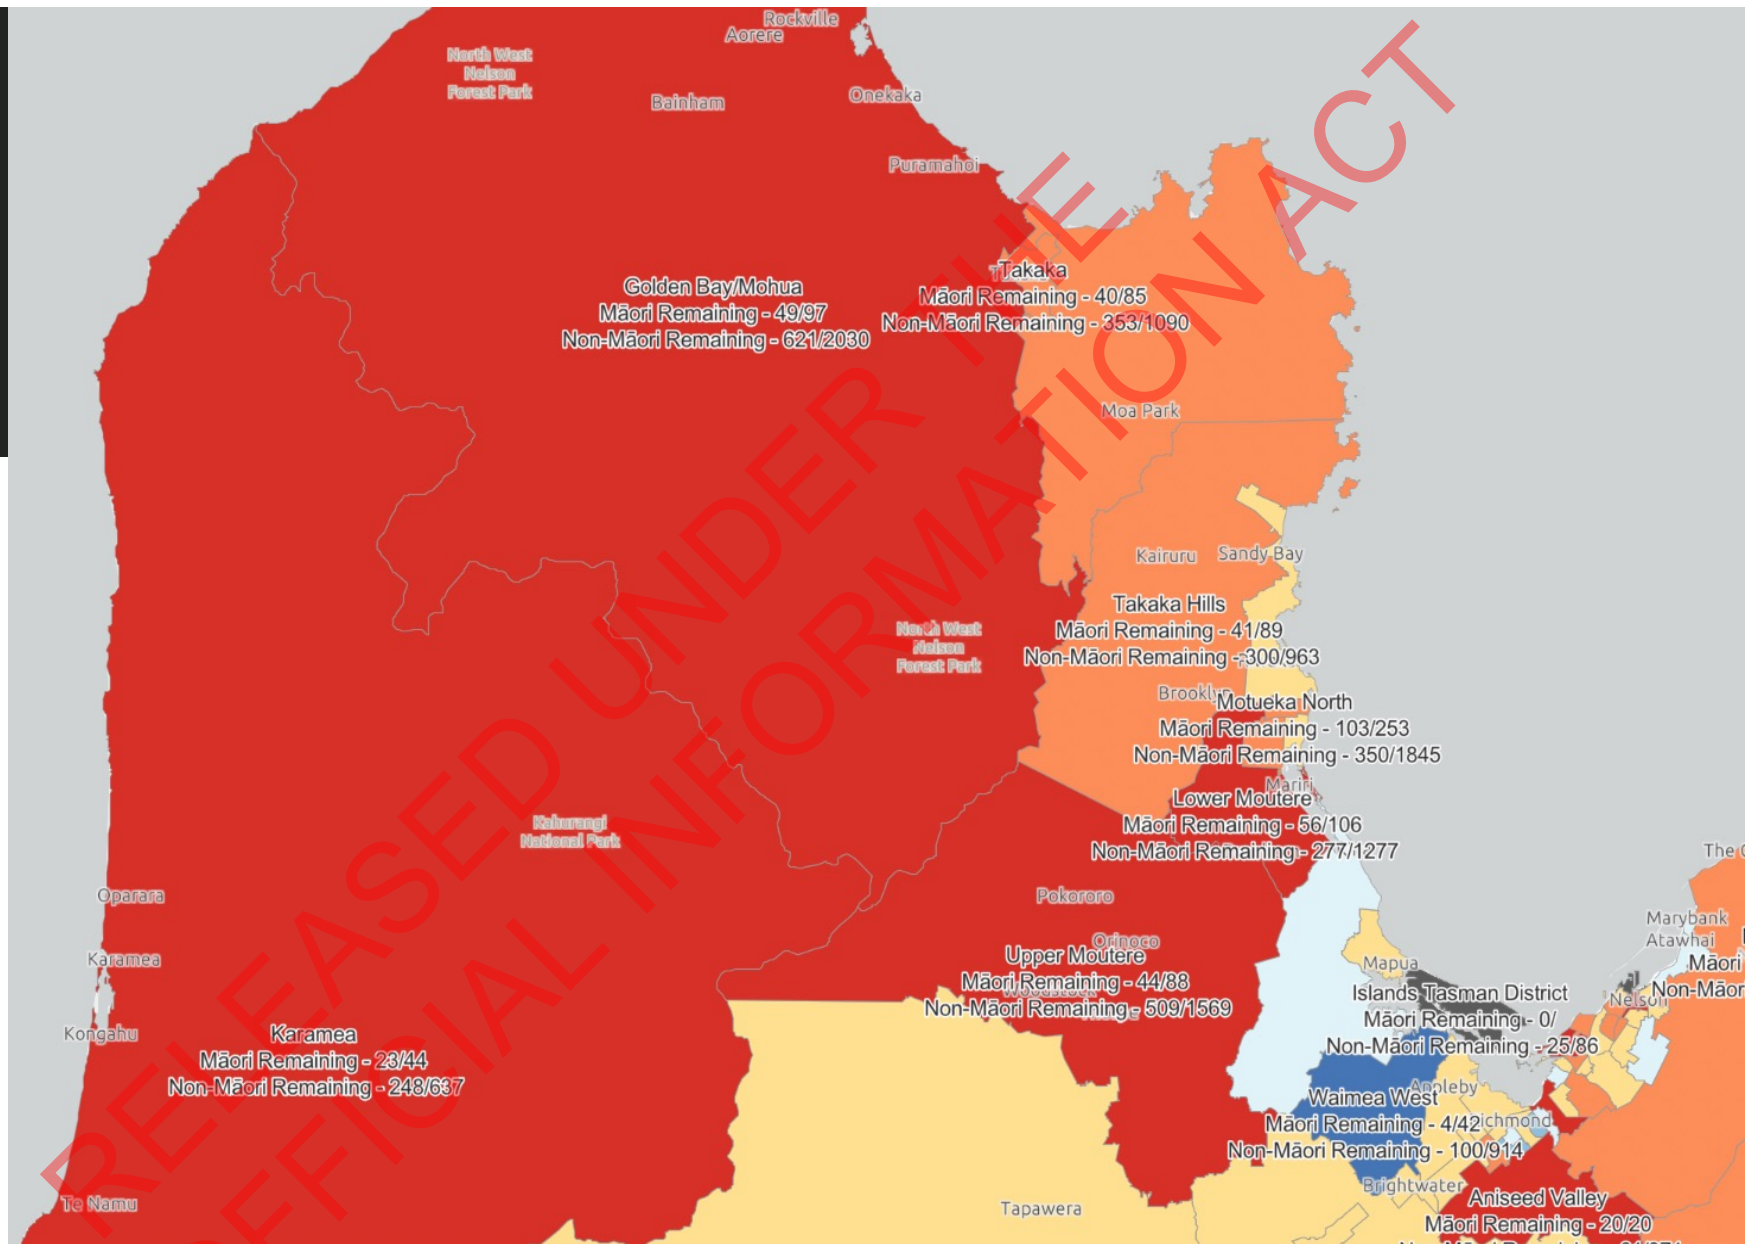 Rockville
Aorere
North West
Nelson
Forest Park
Bainham
Onekaka
Puramahoi
Golden Bay/Mohua
Māori Remaining - 49/97
Non-Māori Remaining - 621/2030
Takaka
Māori Remaining - 40/85
Non-Māori Remaining - 353/1090
Moa Park
Kairuru
Sandy Bay
Takaka Hills
Māori Remaining - 41/89
Non-Māori Remaining - 300/963
North West
Nelson
Forest Park
Brooklyn
Motueka North
Māori Remaining - 103/253
Non-Māori Remaining - 350/1845
Mariri
Lower Moutere
Māori Remaining - 56/106
Non-Māori Remaining - 277/1277
Kahurangi
National Park
The
Oparara
Pokororo
Marybank
Atawhai
Karamea
Orinoco
Upper Moutere
Māori Remaining - 44/88
Non-Māori Remaining - 509/1569
Mapua
Māori
Islands Tasman District
Māori Remaining - 0/
Non-Māori Remaining - 25/86
Nelson
Kongahu
Karamea
Māori Remaining - 23/44
Non-Māori Remaining - 248/637
Appleby
Waimea West
Māori Remaining - 4/42
Non-Māori Remaining - 100/914
Richmond
Brightwater
Te Namu
Tapawera
Aniseed Valley
Māori Remaining - 20/20
RELEASED UNDER THE
OFFICIAL INFORMATION ACT